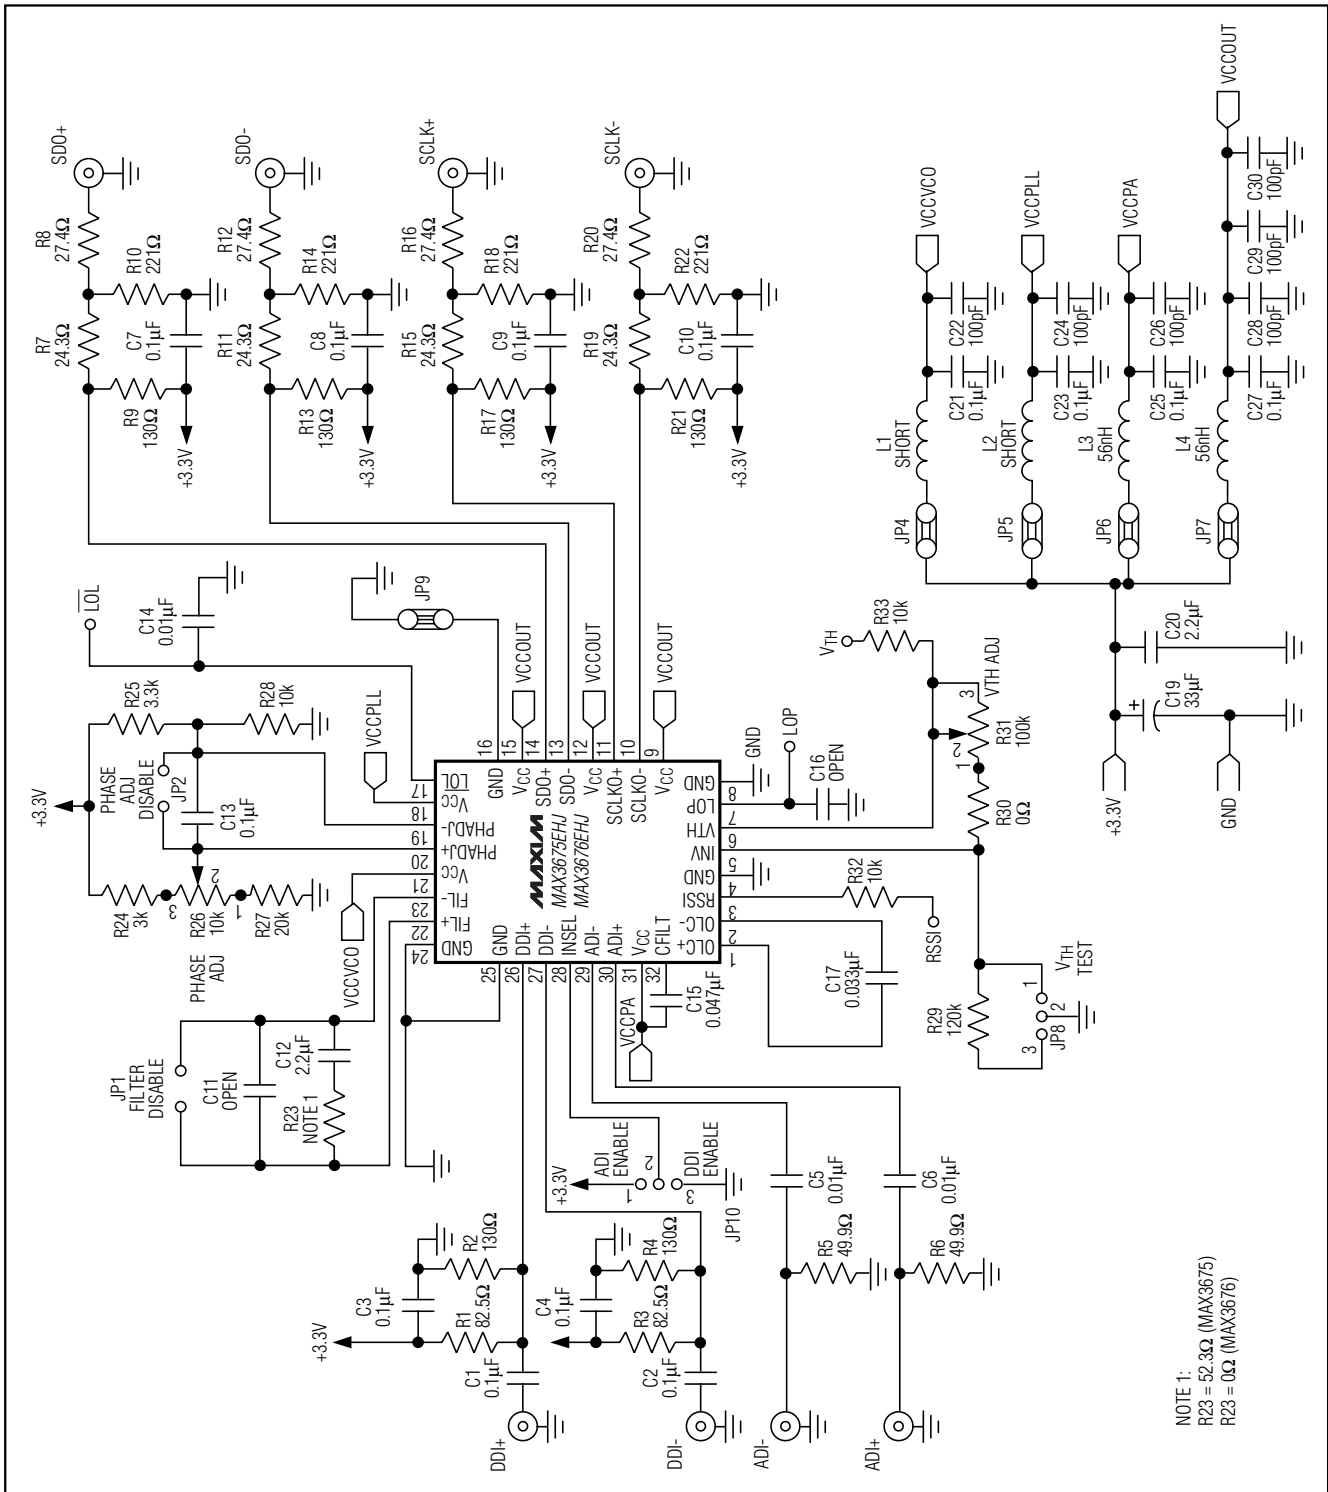 SDO+
R8
27.4Ω
R10
221Ω
R7
24.3Ω
C7
0.1µF
R9
130Ω
+3.3V
SDO-
R12
27.4Ω
R14
221Ω
R11
24.3Ω
C8
0.1µF
R13
130Ω
+3.3V
SCLK+
R16
27.4Ω
R18
221Ω
R15
24.3Ω
C9
0.1µF
R17
130Ω
+3.3V
SCLK-
R20
27.4Ω
R22
221Ω
R19
24.3Ω
C10
0.1µF
R21
130Ω
+3.3V
VCCVCO
C22
100pF
C21
0.1µF
L1
SHORT
JP4
VCCPLL
C24
100pF
C23
0.1µF
L2
SHORT
JP5
VCCPA
C26
100pF
C25
0.1µF
L3
56nH
JP6
VCCOUT
C30
100pF
C29
100pF
C28
100pF
C27
0.1µF
L4
56nH
JP7
C20
2.2µF
C19
33µF
+
+3.3V
GND
LOL
C14
0.01µF
JP9
VCCOUT
VCCOUT
VCCOUT
+3.3V
R25
3.3k
R28
10k
PHASE
ADJ
DISABLE
JP2
C13
0.1µF
VCCPLL
R24
3k
3
R26
10k
2
1
R27
20k
PHASE
ADJ
VCCVCO
JP1
FILTER
DISABLE
C11
OPEN
C12
2.2µF
R23
NOTE 1
MAXIM
MAX3675EHJ
MAX3676EHJ
16
GND
15
VCC
14
SDO+
13
SDO-
12
VCC
11
SCLKO+
10
SCLKO-
9
VCC
17
LOL
18
VCC
19
PHADJ-
20
PHADJ+
21
VCC
23
FIL-
22
FIL+
24
GND
25
GND
26
DDI+
27
DDI-
28
INSEL
29
ADI-
30
ADI+
31
VCC
32
CFILT
8
GND
7
LOP
6
VTH
5
INV
4
GND
3
RSSI
2
OLC-
1
OLC+
GND
LOP
C16
OPEN
VTH
R33
10k
VTH ADJ
3
R31
100k
2
1
R30
0Ω
R32
10k
RSSI
C17
0.033µF
R29
120k
VTH
TEST
1
2
3
JP8
VCCPA
C15
0.047µF
+3.3V
ADI
ENABLE
1
2
3
DDI
ENABLE
JP10
+3.3V
C3
0.1µF
R2
130Ω
R1
82.5Ω
C1
0.1µF
DDI+
C4
0.1µF
R4
130Ω
R3
82.5Ω
C2
0.1µF
DDI-
C5
0.01µF
R5
49.9Ω
ADI-
C6
0.01µF
R6
49.9Ω
ADI+
NOTE 1:
R23 = 52.3Ω (MAX3675)
R23 = 0Ω (MAX3676)